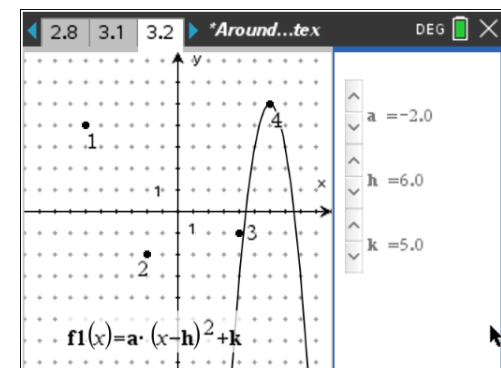 2.8 3.1 3.2 *Around...tex DEG
y
4
1
a =-2.0
1
x
h =6.0
1
3
k =5.0
2
f1(x)=a·(x-h)²+k